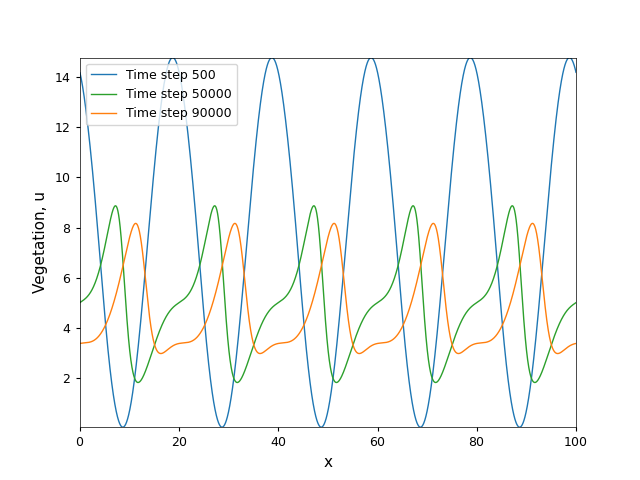 Time step 500
Time step 50000
Time step 90000
14
12
10
8
6
4
2
Vegetation, u
0 20 40 60 80 100
x